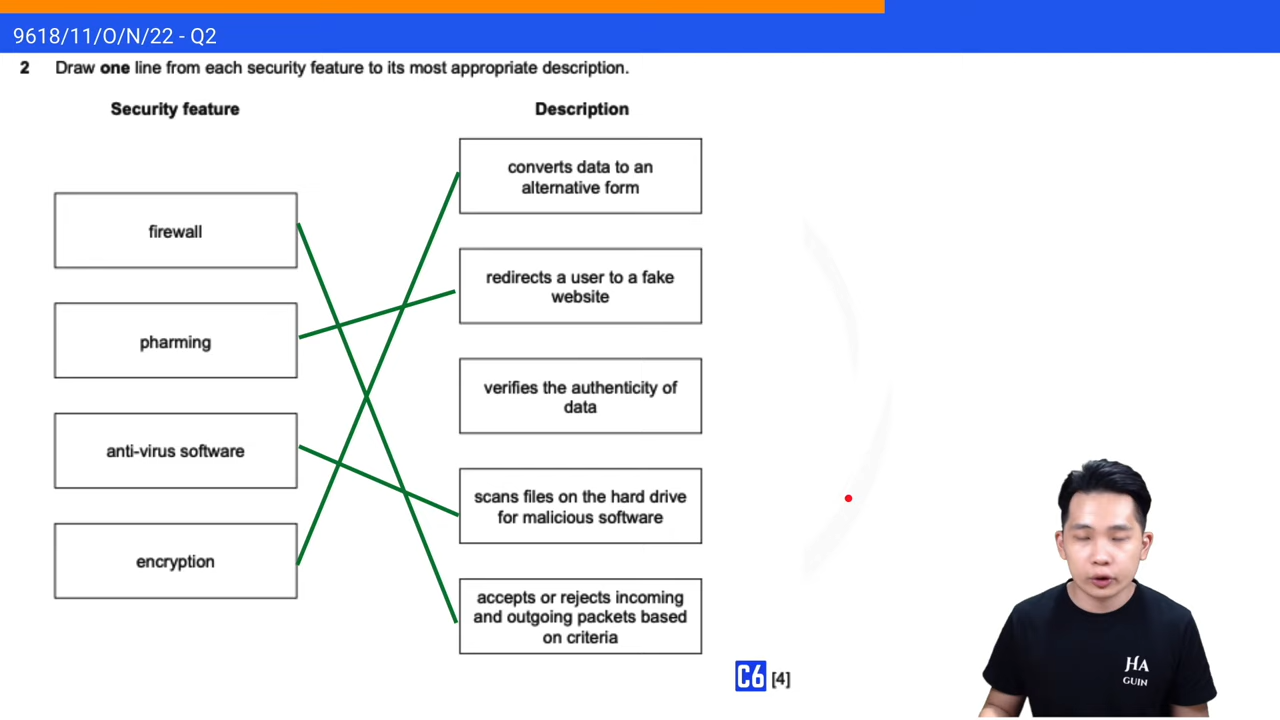 9618/11/O/N/22 - Q2
2 Draw one line from each security feature to its most appropriate description.
Security feature
Description
firewall
pharming
anti-virus software
encryption
converts data to an
alternative form
redirects a user to a fake
website
verifies the authenticity of
data
scans files on the hard drive
for malicious software
accepts or rejects incoming
and outgoing packets based
on criteria
C6 [4]
HA
GUIN